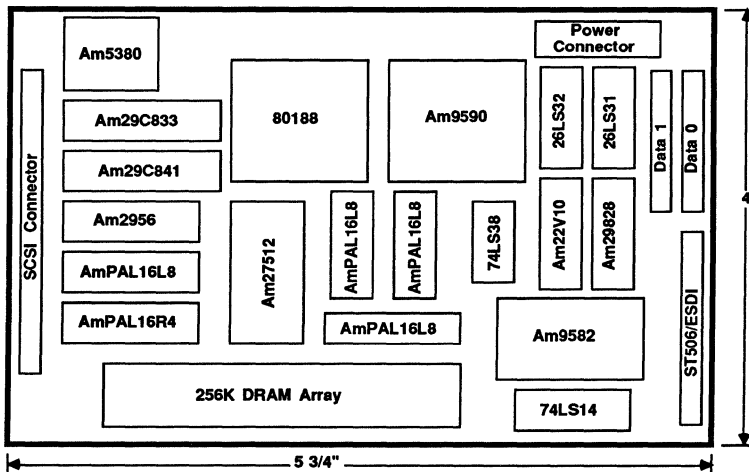 Am5380
Power
Connector
SCSI Connector
Am29C833
80188
Am9590
26LS32
26LS31
Data 1
Data 0
Am29C841
Am2956
AmPAL16L8
AmPAL16R4
Am27512
AmPAL16L8
AmPAL16L8
74LS38
Am22V10
Am29828
AmPAL16L8
Am9582
ST506/ESDI
256K DRAM Array
74LS14
5 3/4"